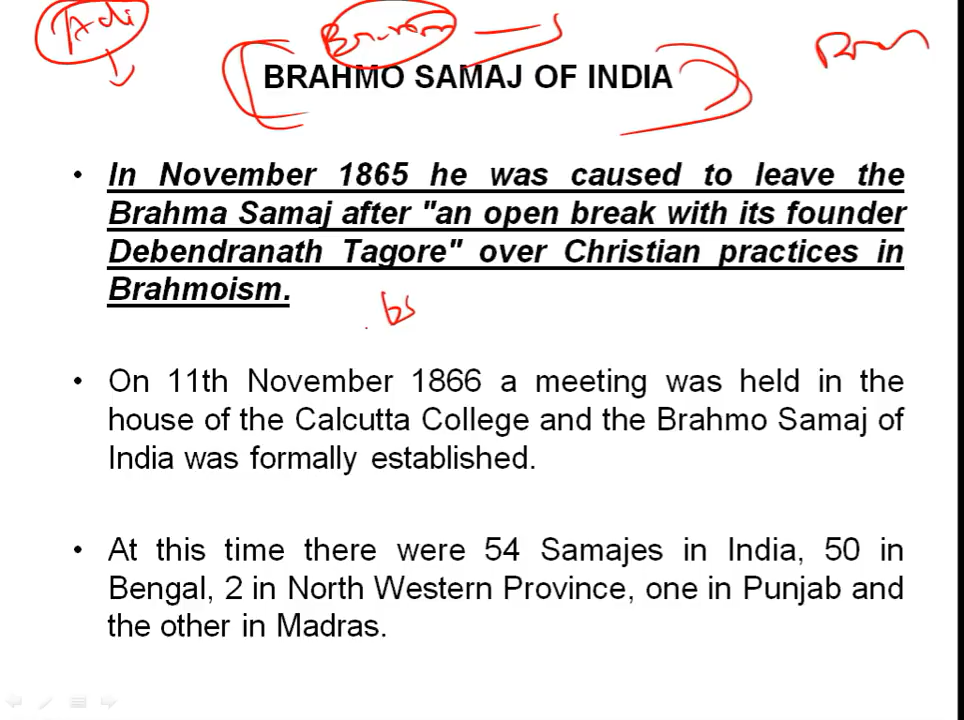 Adi
BRAHMO SAMAJ OF INDIA
• In November 1865 he was caused to leave the
Brahma Samaj after "an open break with its founder
Debendranath Tagore" over Christian practices in
Brahmoism.
bs
• On 11th November 1866 a meeting was held in the
house of the Calcutta College and the Brahmo Samaj of
India was formally established.
• At this time there were 54 Samajes in India, 50 in
Bengal, 2 in North Western Province, one in Punjab and
the other in Madras.